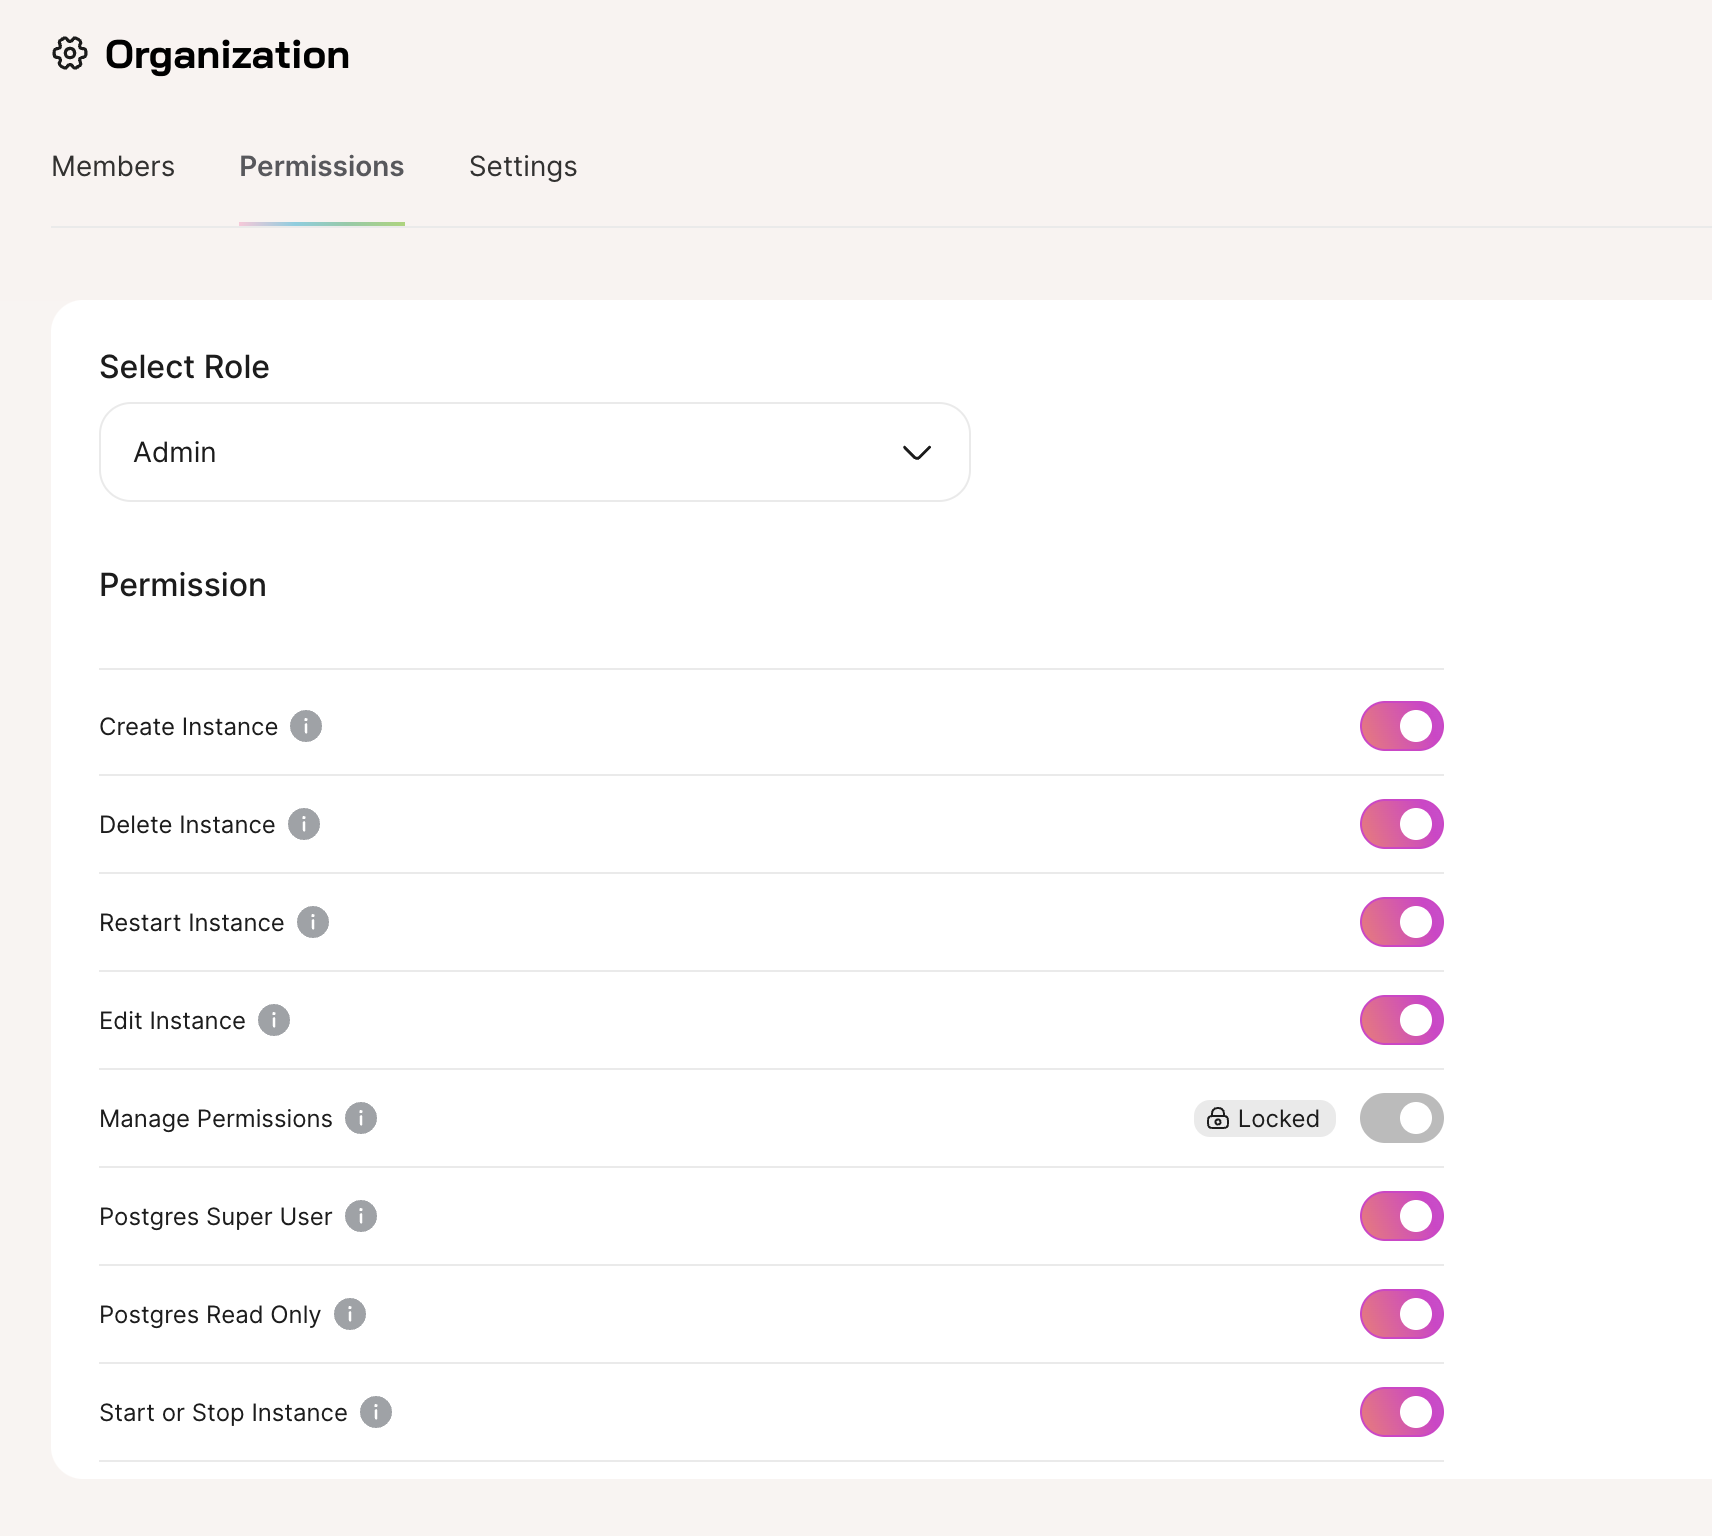 Organization
Members Permissions Settings
Select Role
Admin
Permission
Create Instance
Delete Instance
Restart Instance
Edit Instance
Manage Permissions Locked
Postgres Super User
Postgres Read Only
Start or Stop Instance